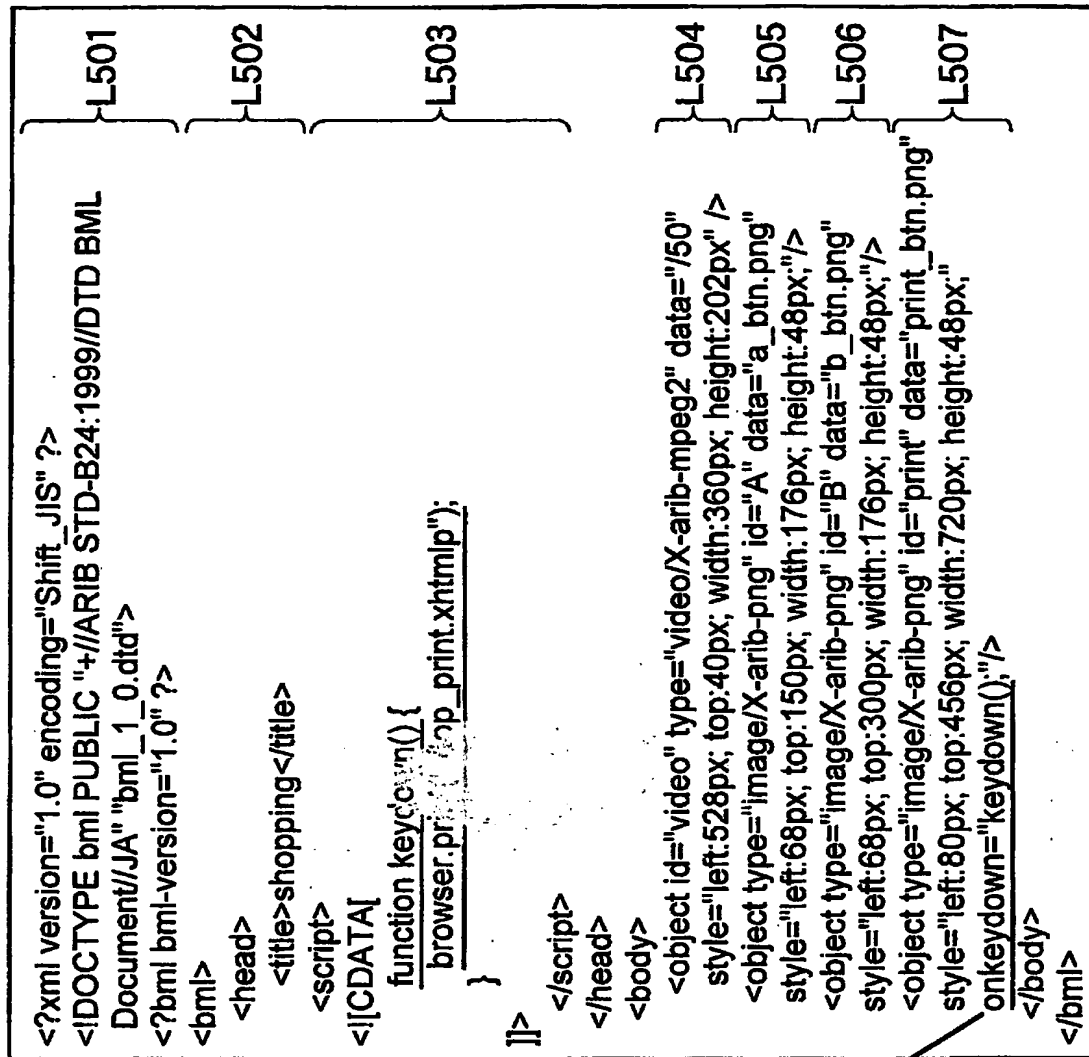 <?xml version="1.0" encoding="Shift_JIS" ?>
<!DOCTYPE bml PUBLIC "+//ARIB STD-B24:1999//DTD BML
Document//JA" "bml_1_0.dtd">
<?bml bml-version="1.0" ?>
L501
<bml>
<head>
<title>shopping</title>
L502
<script>
<![CDATA[
function keydown() {
op_print.xhtmlp");
}
]]>
L503
</script>
</head>
<body>
<object id="video" type="video/X-arib-mpeg2" data="/50"
style="left:528px; top:40px; width:360px; height:202px" />
L504
<object type="image/X-arib-png" id="A" data="a_btn.png"
style="left:68px; top:150px; width:176px; height:48px;"/>
L505
<object type="image/X-arib-png" id="B" data="b_btn.png"
style="left:68px; top:300px; width:176px; height:48px;"/>
L506
<object type="image/X-arib-png" id="print" data="print_btn.png"
style="left:80px; top:456px; width:720px; height:48px;"
onkeydown="keydown();"/>
L507
</body>
</bml>